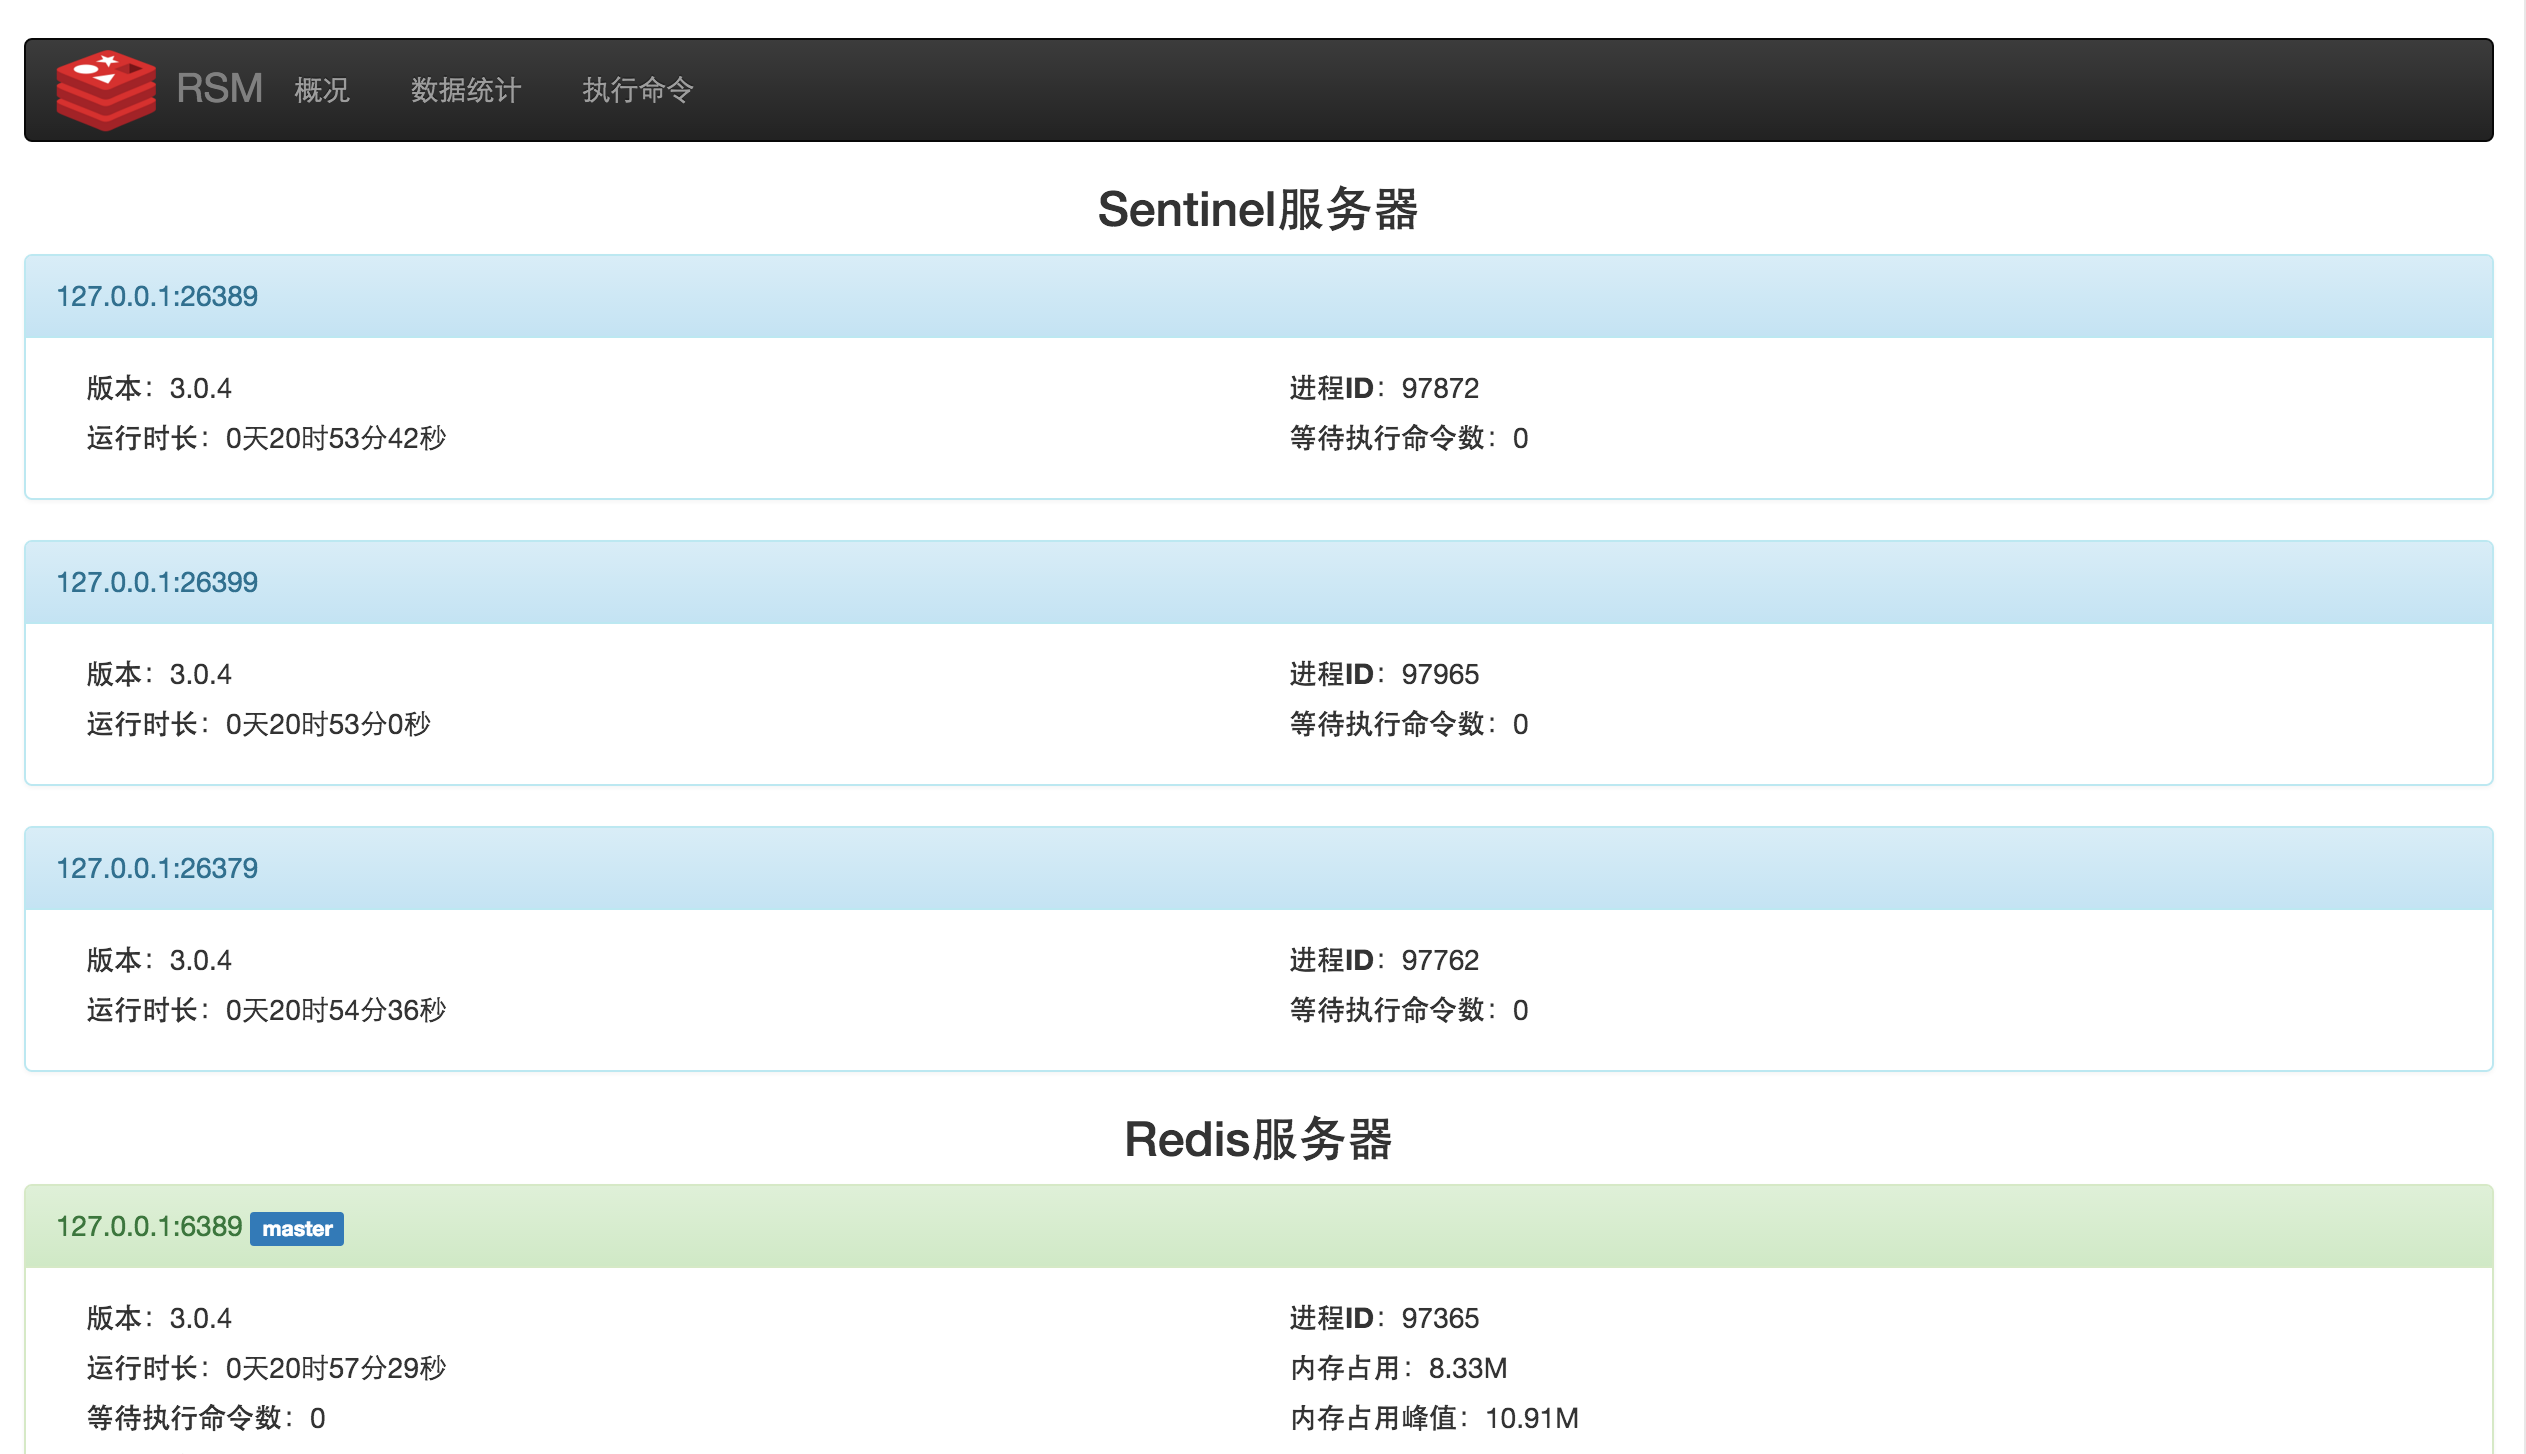 RSM 概况 数据统计 执行命令
Sentinel服务器
127.0.0.1:26389
版本：3.0.4 进程ID：97872
运行时长：0天20时53分42秒 等待执行命令数：0
127.0.0.1:26399
版本：3.0.4 进程ID：97965
运行时长：0天20时53分0秒 等待执行命令数：0
127.0.0.1:26379
版本：3.0.4 进程ID：97762
运行时长：0天20时54分36秒 等待执行命令数：0
Redis服务器
127.0.0.1:6389 master
版本：3.0.4 进程ID：97365
运行时长：0天20时57分29秒 内存占用：8.33M
等待执行命令数：0 内存占用峰值：10.91M